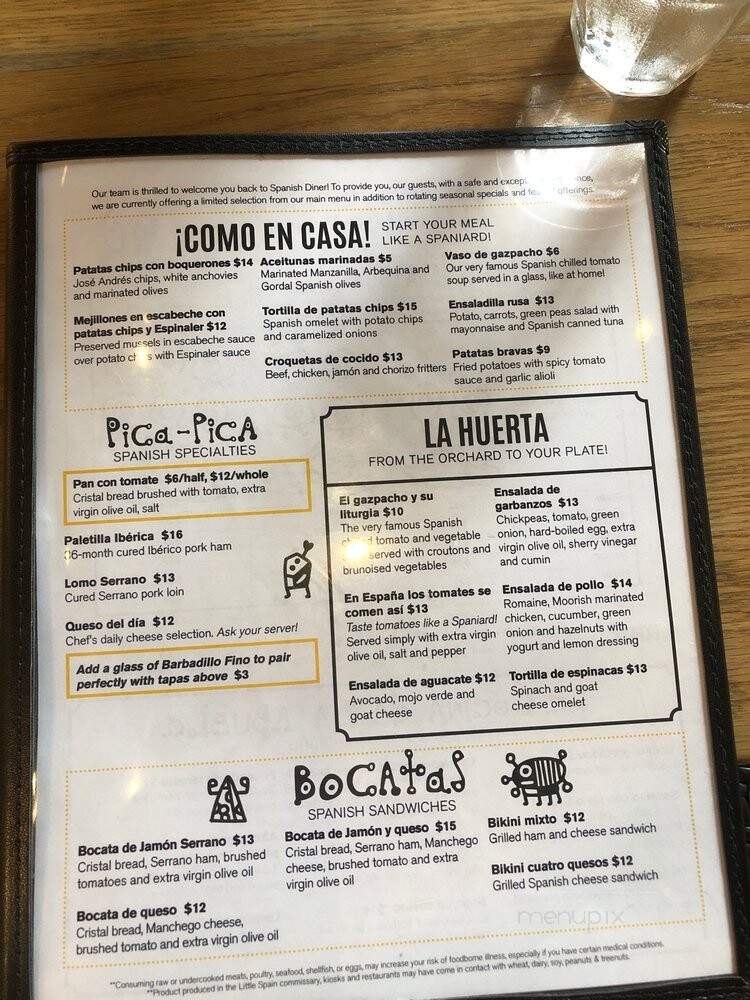 Our team is thrilled to welcome you back to Spanish Diner! To provide you, our guests, with a safe and
we are currently offering a limited selection from our main menu in addition to rotating seasonal specials and offerings.
¡COMO EN CASA!
START YOUR MEAL
LIKE A SPANIARD!
Patatas chips con boquerones $14
José Andrés chips, white anchovies
and marinated olives
Mejillones en escabeche con
patatas chips y Espinaler $12
Preserved mussels in escabeche sauce
over potato with Espinaler sauce
Aceitunas marinadas $5
Marinated Manzanilla, Arbequina and
Gordal Spanish olives
Tortilla de patatas chips $15
Spanish omelet with potato chips
and caramelized onions
Croquetas de cocido $13
Beef, chicken, jamón and chorizo fritters
Vaso de gazpacho $6
Our very famous Spanish chilled tomato
soup served in a glass, like at home!
Ensaladilla rusa $13
Potato, carrots, green peas salad with
mayonnaise and Spanish canned tuna
Patatas bravas $9
Fried potatoes with spicy tomato
sauce and garlic alioli
PiCa-PiCA
SPANISH SPECIALTIES
Pan con tomate $6/half, $12/whole
Cristal bread brushed with tomato, extra
virgin olive oil, salt
Paletilla Ibérica $16
36-month cured Ibérico pork ham
Lomo Serrano $13
Cured Serrano pork loin
Queso del día $12
Chef's daily cheese selection. Ask your server!
Add a glass of Barbadillo Fino to pair
perfectly with tapas above $3
LA HUERTA
FROM THE ORCHARD TO YOUR PLATE!
El gazpacho y su
liturgia $10
The very famous Spanish
tomato and vegetable
served with croutons and
brunoised vegetables
En España los tomates se
comen así $13
Taste tomatoes like a Spaniard!
Served simply with extra virgin
olive oil, salt and pepper
Ensalada de aguacate $12
Avocado, mojo verde and
goat cheese
Ensalada de
garbanzos $13
Chickpeas, tomato, green
onion, hard-boiled egg, extra
virgin olive oil, sherry vinegar
and cumin
Ensalada de pollo $14
Romaine, Moorish marinated
chicken, cucumber, green
onion and hazelnuts with
yogurt and lemon dressing
Tortilla de espinacas $13
Spinach and goat
cheese omelet
BoCAtaS
SPANISH SANDWICHES
Bocata de Jamón Serrano $13
Cristal bread, Serrano ham, brushed
tomatoes and extra virgin olive oil
Bocata de queso $12
Cristal bread, Manchego cheese,
brushed tomato and extra virgin olive oil
Bocata de Jamón y queso $15
Cristal bread, Serrano ham, Manchego
cheese, brushed tomato and extra
virgin olive oil
Bikini mixto $12
Grilled ham and cheese sandwich
Bikini cuatro quesos $12
Grilled Spanish cheese sandwich
menupix
**Consuming raw or undercooked meats, poultry, seafood, shellfish, or eggs, may increase your risk of foodborne illness, especially if you have certain medical conditions.
**Product produced in the Little Spain commissary, kiosks and restaurants may have come in contact with wheat, dairy, soy, peanuts & treenuts.